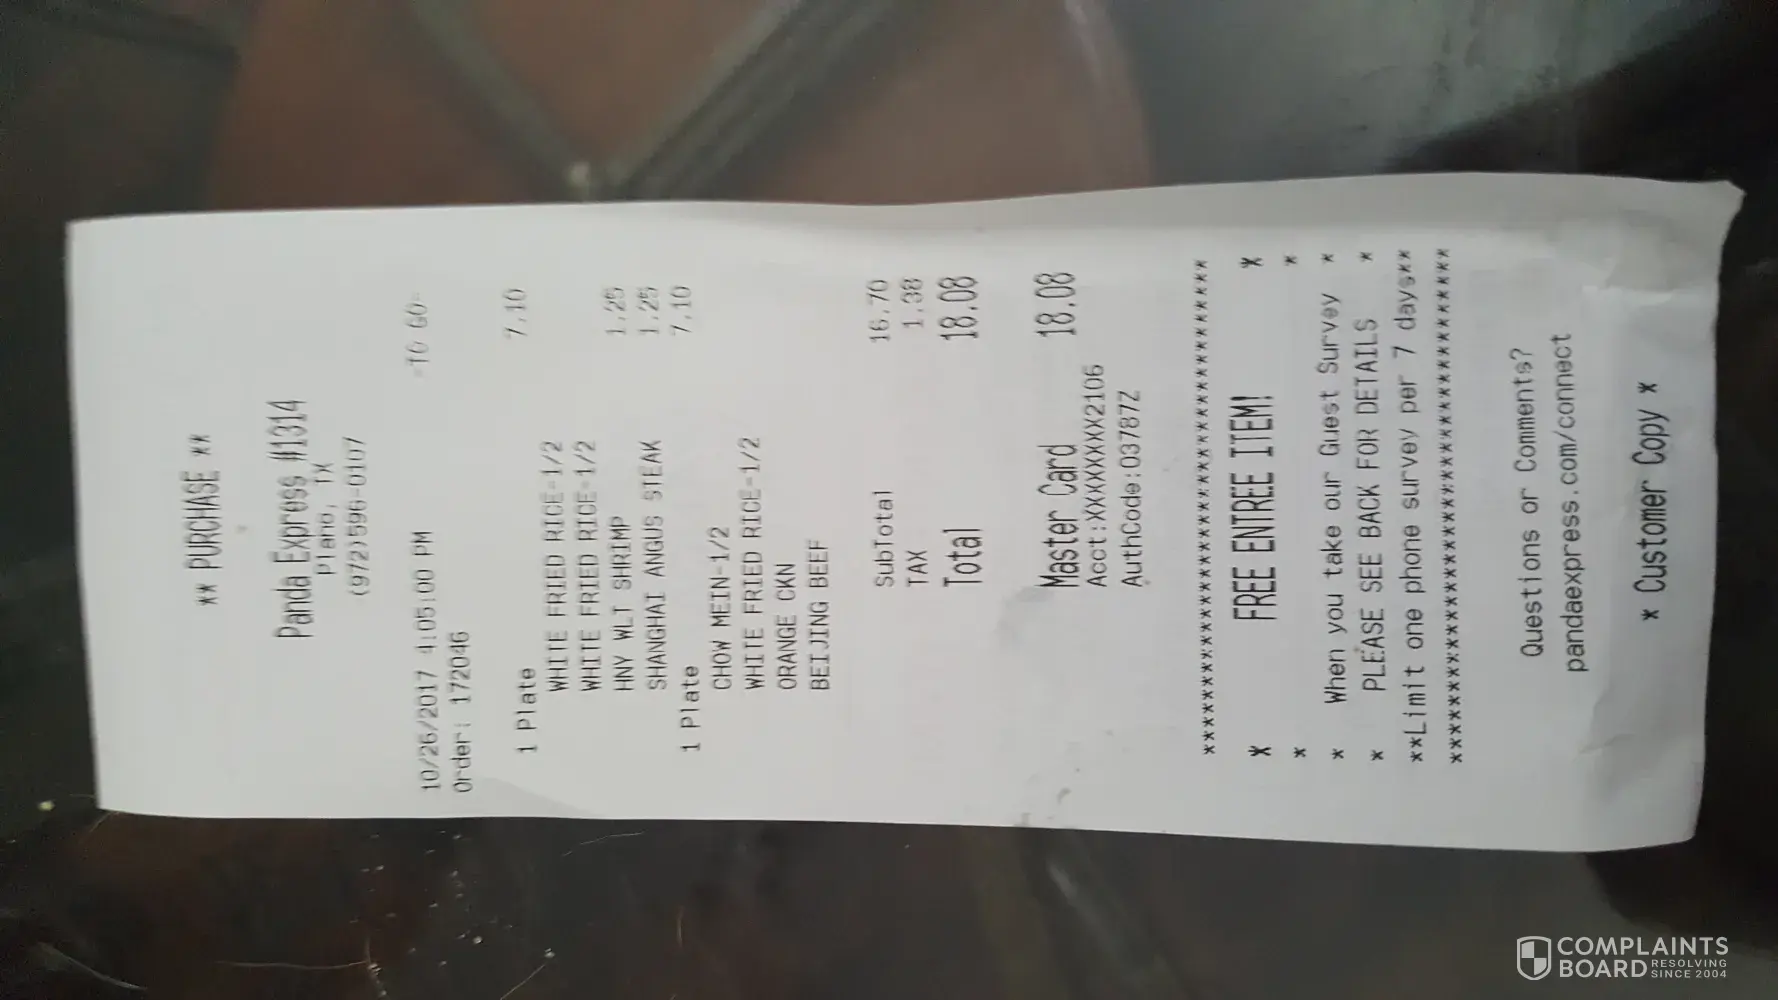 ** PURCHASE **
Panda Express #1314
Plano, TX
(972)596-0107
=TO GO=
10/26/2017 4:05:00 PM
Order: 172046
1 Plate 7.10
WHITE FRIED RICE-1/2
WHITE FRIED RICE-1/2
HNY WLT SHRIMP 1.25
SHANGHAI ANGUS STEAK 1.25
1 Plate 7.10
CHOW MEIN-1/2
WHITE FRIED RICE-1/2
ORANGE CKN
BEIJING BEEF
SubTotal 16.70
TAX 1.38
Total 18.08
Master Card 18.08
Acct:XXXXXXXX2106
AuthCode:03787Z
****************************************
* FREE ENTREE ITEM! *
* *
* When you take our Guest Survey *
* PLEASE SEE BACK FOR DETAILS *
**Limit one phone survey per 7 days**
****************************************
Questions or Comments?
pandaexpress.com/connect
* Customer Copy *
COMPLAINTS
BOARD RESOLVING
SINCE 2004